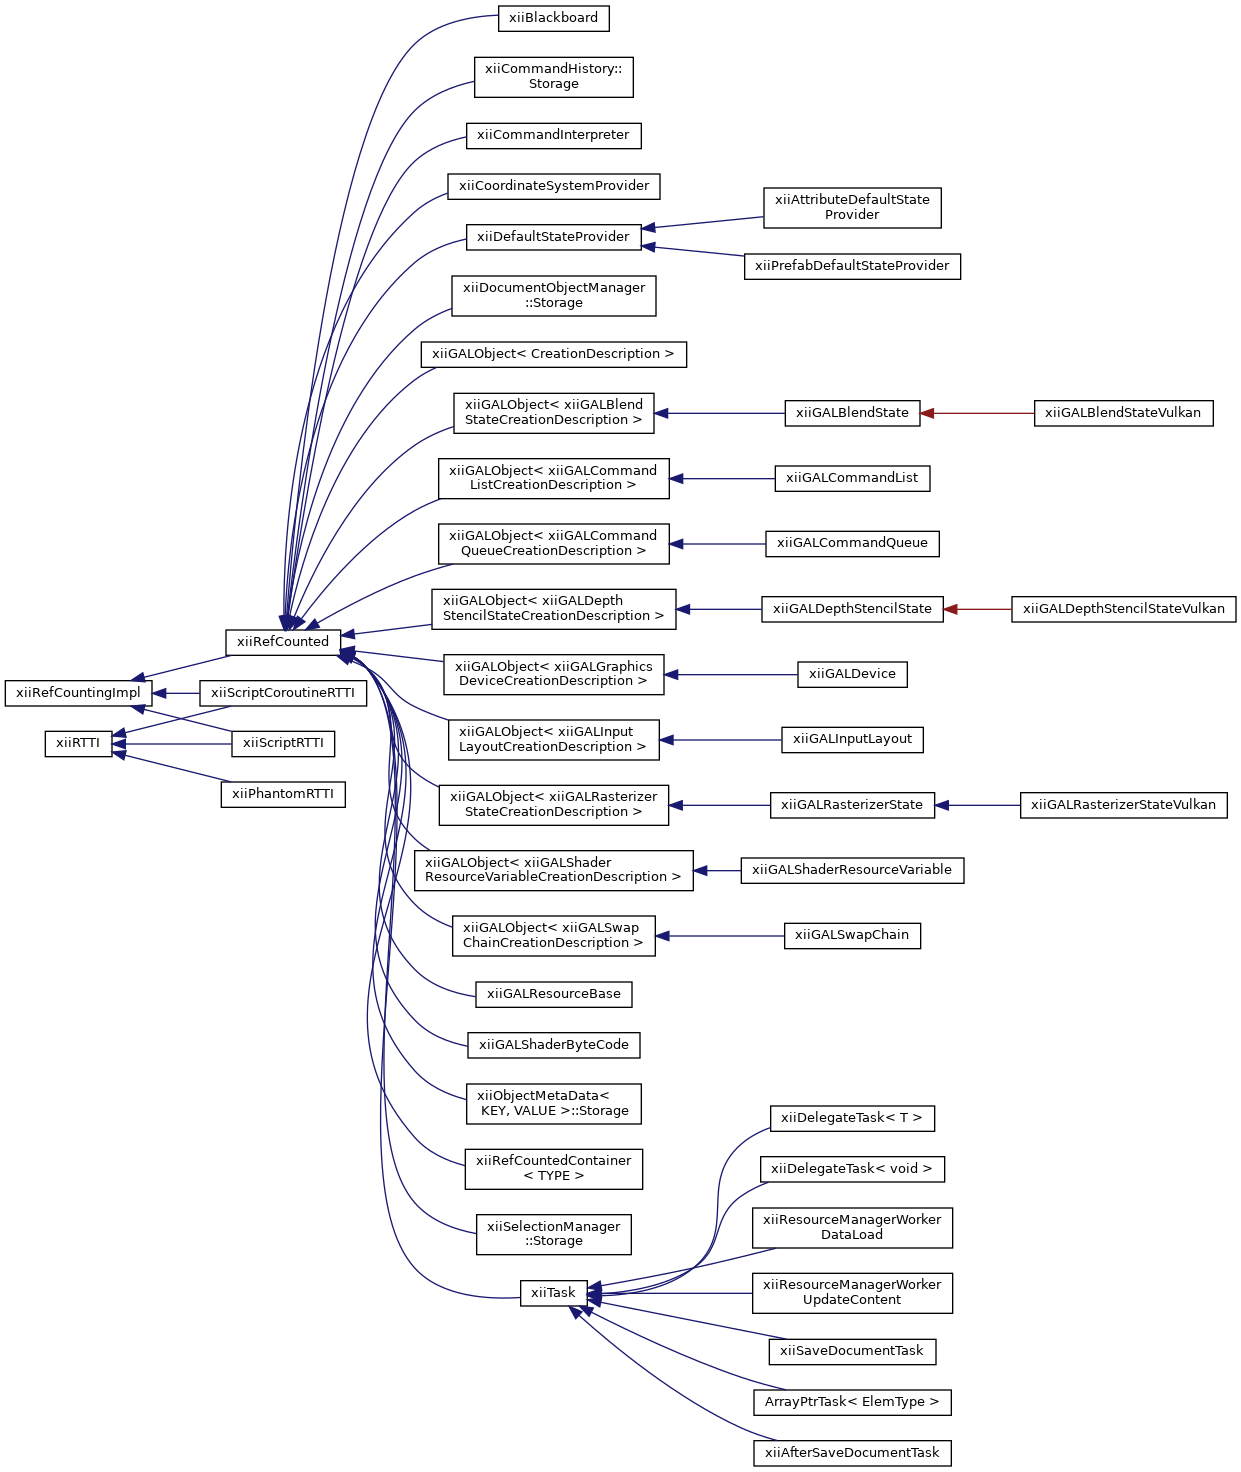 xiiBlackboard
xiiCommandHistory::
Storage
xiiCommandInterpreter
xiiCoordinateSystemProvider
xiiDefaultStateProvider
xiiAttributeDefaultState
Provider
xiiPrefabDefaultStateProvider
xiiDocumentObjectManager
::Storage
xiiGALObject< CreationDescription >
xiiGALObject< xiiGALBlend
StateCreationDescription >
xiiGALBlendState
xiiGALBlendStateVulkan
xiiGALObject< xiiGALCommand
ListCreationDescription >
xiiGALCommandList
xiiGALObject< xiiGALCommand
QueueCreationDescription >
xiiGALCommandQueue
xiiGALObject< xiiGALDepth
StencilStateCreationDescription >
xiiGALDepthStencilState
xiiGALDepthStencilStateVulkan
xiiRefCounted
xiiGALObject< xiiGALGraphics
DeviceCreationDescription >
xiiGALDevice
xiiRefCountingImpl
xiiScriptCoroutineRTTI
xiiRTTI
xiiScriptRTTI
xiiPhantomRTTI
xiiGALObject< xiiGALInput
LayoutCreationDescription >
xiiGALInputLayout
xiiGALObject< xiiGALRasterizer
StateCreationDescription >
xiiGALRasterizerState
xiiGALRasterizerStateVulkan
xiiGALObject< xiiGALShader
ResourceVariableCreationDescription >
xiiGALShaderResourceVariable
xiiGALObject< xiiGALSwap
ChainCreationDescription >
xiiGALSwapChain
xiiGALResourceBase
xiiGALShaderByteCode
xiiObjectMetaData<
KEY, VALUE >::Storage
xiiRefCountedContainer
< TYPE >
xiiSelectionManager
::Storage
xiiTask
xiiDelegateTask< T >
xiiDelegateTask< void >
xiiResourceManagerWorker
DataLoad
xiiResourceManagerWorker
UpdateContent
xiiSaveDocumentTask
ArrayPtrTask< ElemType >
xiiAfterSaveDocumentTask